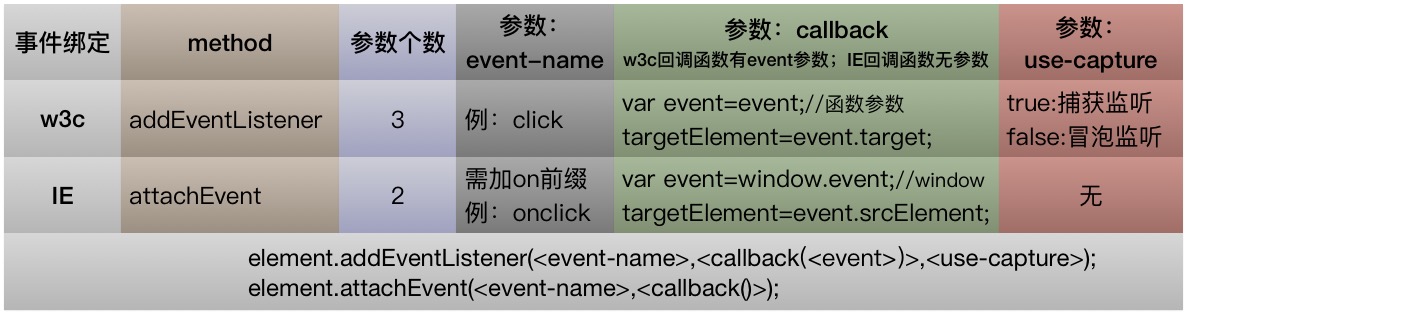 事件绑定
method
参数个数
参数：
event-name
参数：callback
w3c回调函数有event参数；IE回调函数无参数
参数：
use-capture
w3c
addEventListener
3
例：click
var event=event;//函数参数
targetElement=event.target;
true:捕获监听
false:冒泡监听
IE
attachEvent
2
需加on前缀
例：onclick
var event=window.event;//window
targetElement=event.srcElement;
无
element.addEventListener(<event-name>,<callback(<event>)>,<use-capture>);
element.attachEvent(<event-name>,<callback()>);